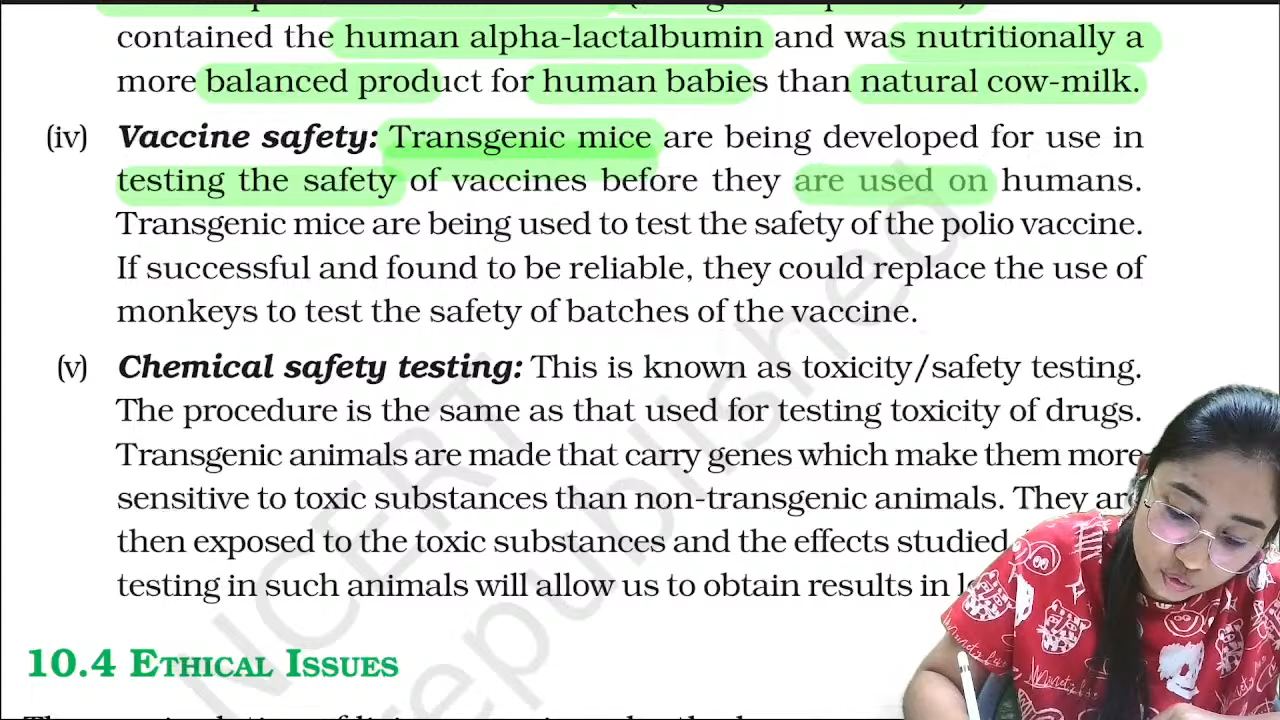 contained the human alpha-lactalbumin and was nutritionally a
more balanced product for human babies than natural cow-milk.
(iv) Vaccine safety: Transgenic mice are being developed for use in
testing the safety of vaccines before they are used on humans.
Transgenic mice are being used to test the safety of the polio vaccine.
If successful and found to be reliable, they could replace the use of
monkeys to test the safety of batches of the vaccine.
(v) Chemical safety testing: This is known as toxicity/safety testing.
The procedure is the same as that used for testing toxicity of drugs.
Transgenic animals are made that carry genes which make them more
sensitive to toxic substances than non-transgenic animals. They are
then exposed to the toxic substances and the effects studied
testing in such animals will allow us to obtain results in
10.4 ETHICAL ISSUES
NCERT
republished